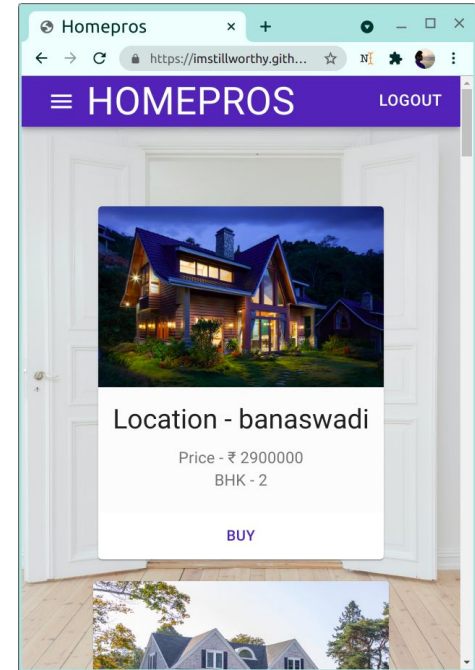 Homepros
https://imstillworthy.gith...
HOMEPROS
LOGOUT
Location - banaswadi
Price - ₹ 2900000
BHK - 2
BUY